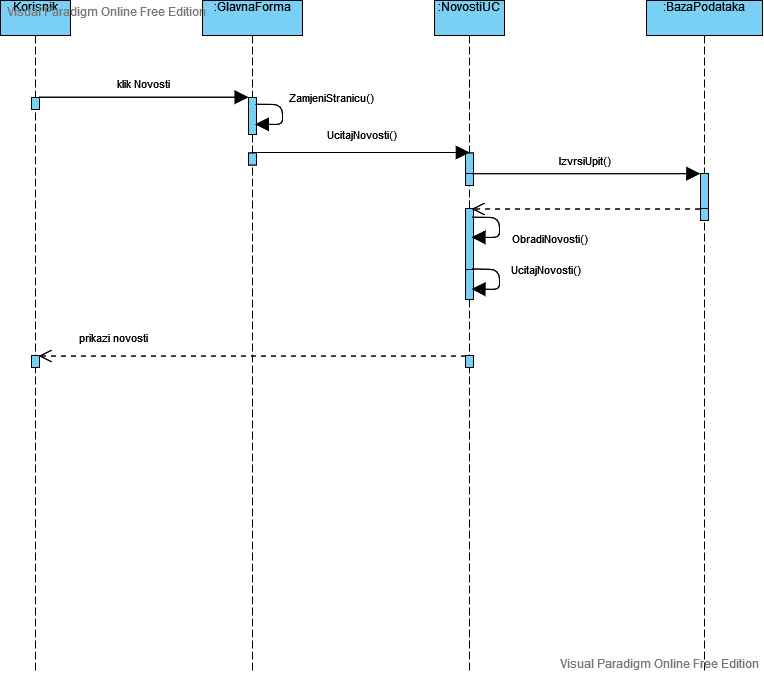 Korisnik
Visual Paradigm Online Free Edition
:GlavnaForma
:NovostiUC
:BazaPodataka
klik Novosti
ZamjeniStranicu()
UcitajNovosti()
IzvrsiUpit()
ObradiNovosti()
UcitajNovosti()
prikazi novosti
Visual Paradigm Online Free Edition